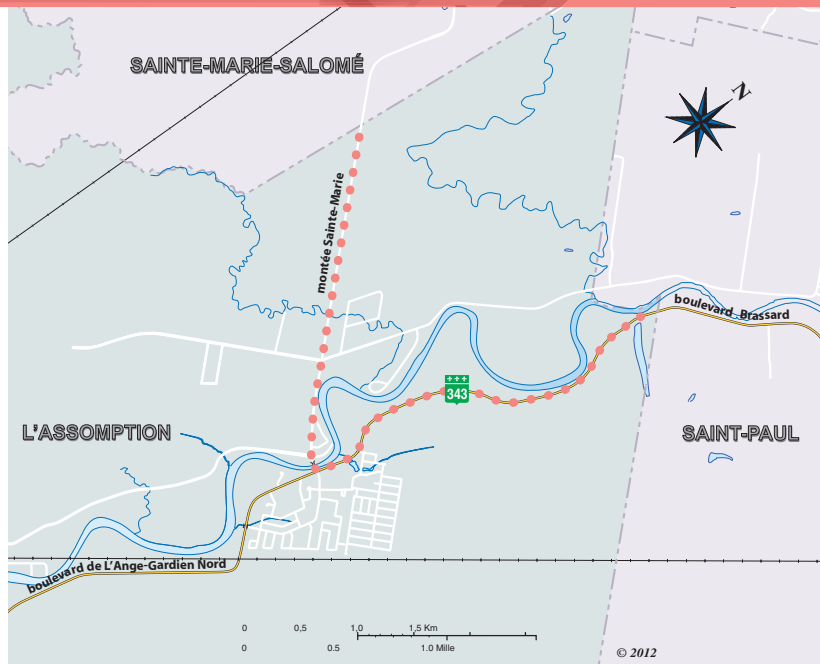 SAINTE-MARIE-SALOMÉ
N
montée Sainte-Marie
boulevard Brassard
343
L'ASSOMPTION
SAINT-PAUL
boulevard de L'Ange-Gardien Nord
0 0,5 1.0 1,5 Km
0 0.5 1.0 Mille
© 2012